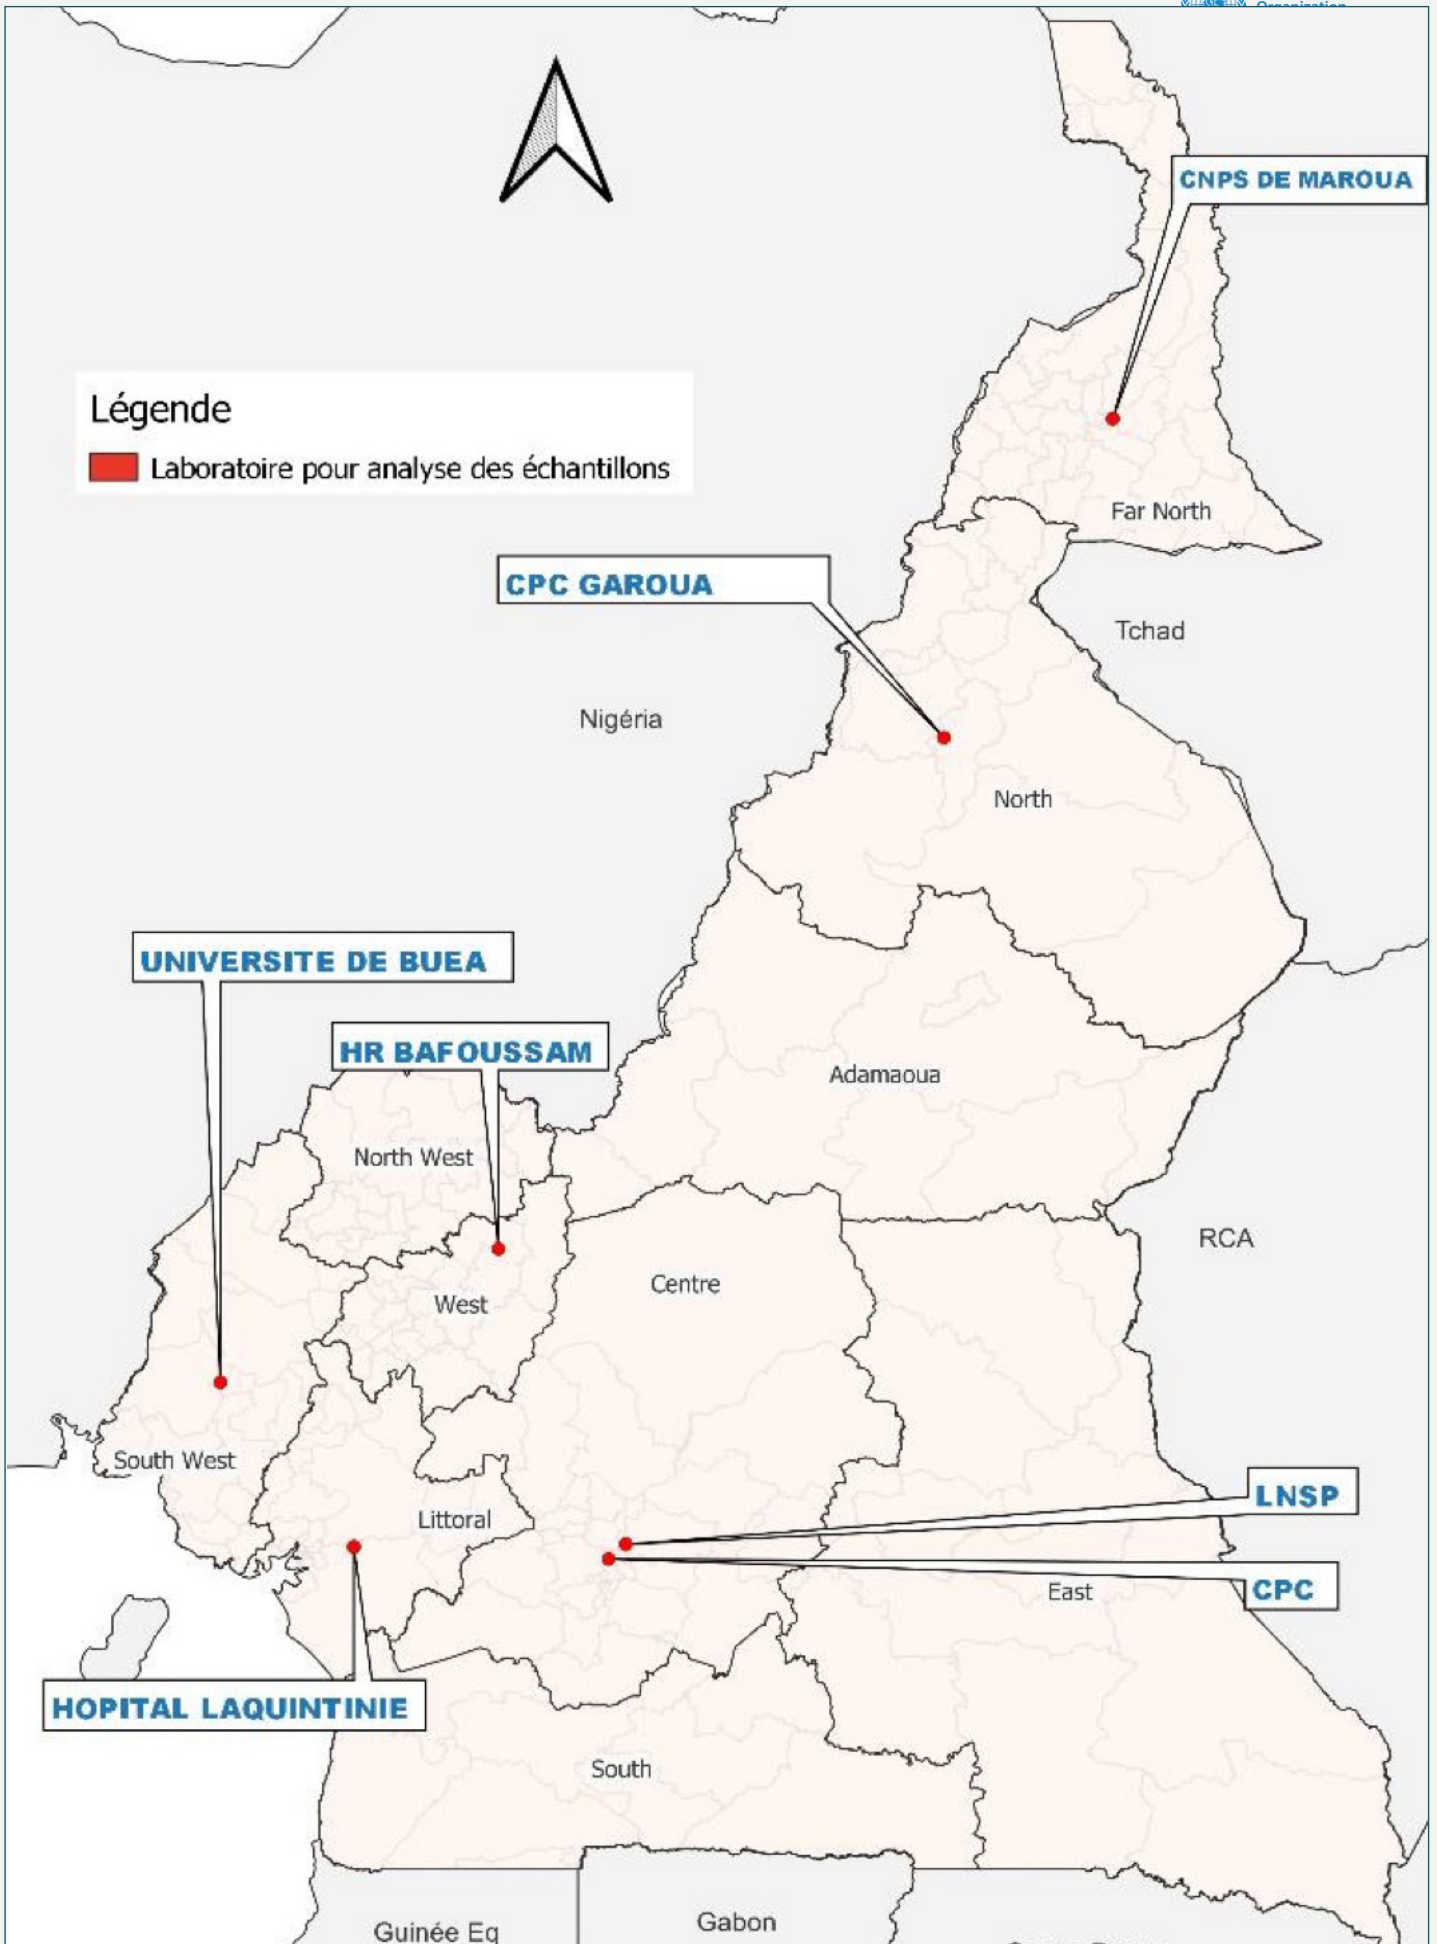 Organization
CNPS DE MAROUA
Légende
Laboratoire pour analyse des échantillons
Far North
CPC GAROUA
Tchad
Nigéria
North
UNIVERSITE DE BUEA
HR BAFOUSSAM
Adamaoua
North West
RCA
Centre
West
South West
LNSP
Littoral
CPC
East
HOPITAL LAQUINTINIE
South
Gabon
Guinée Eq